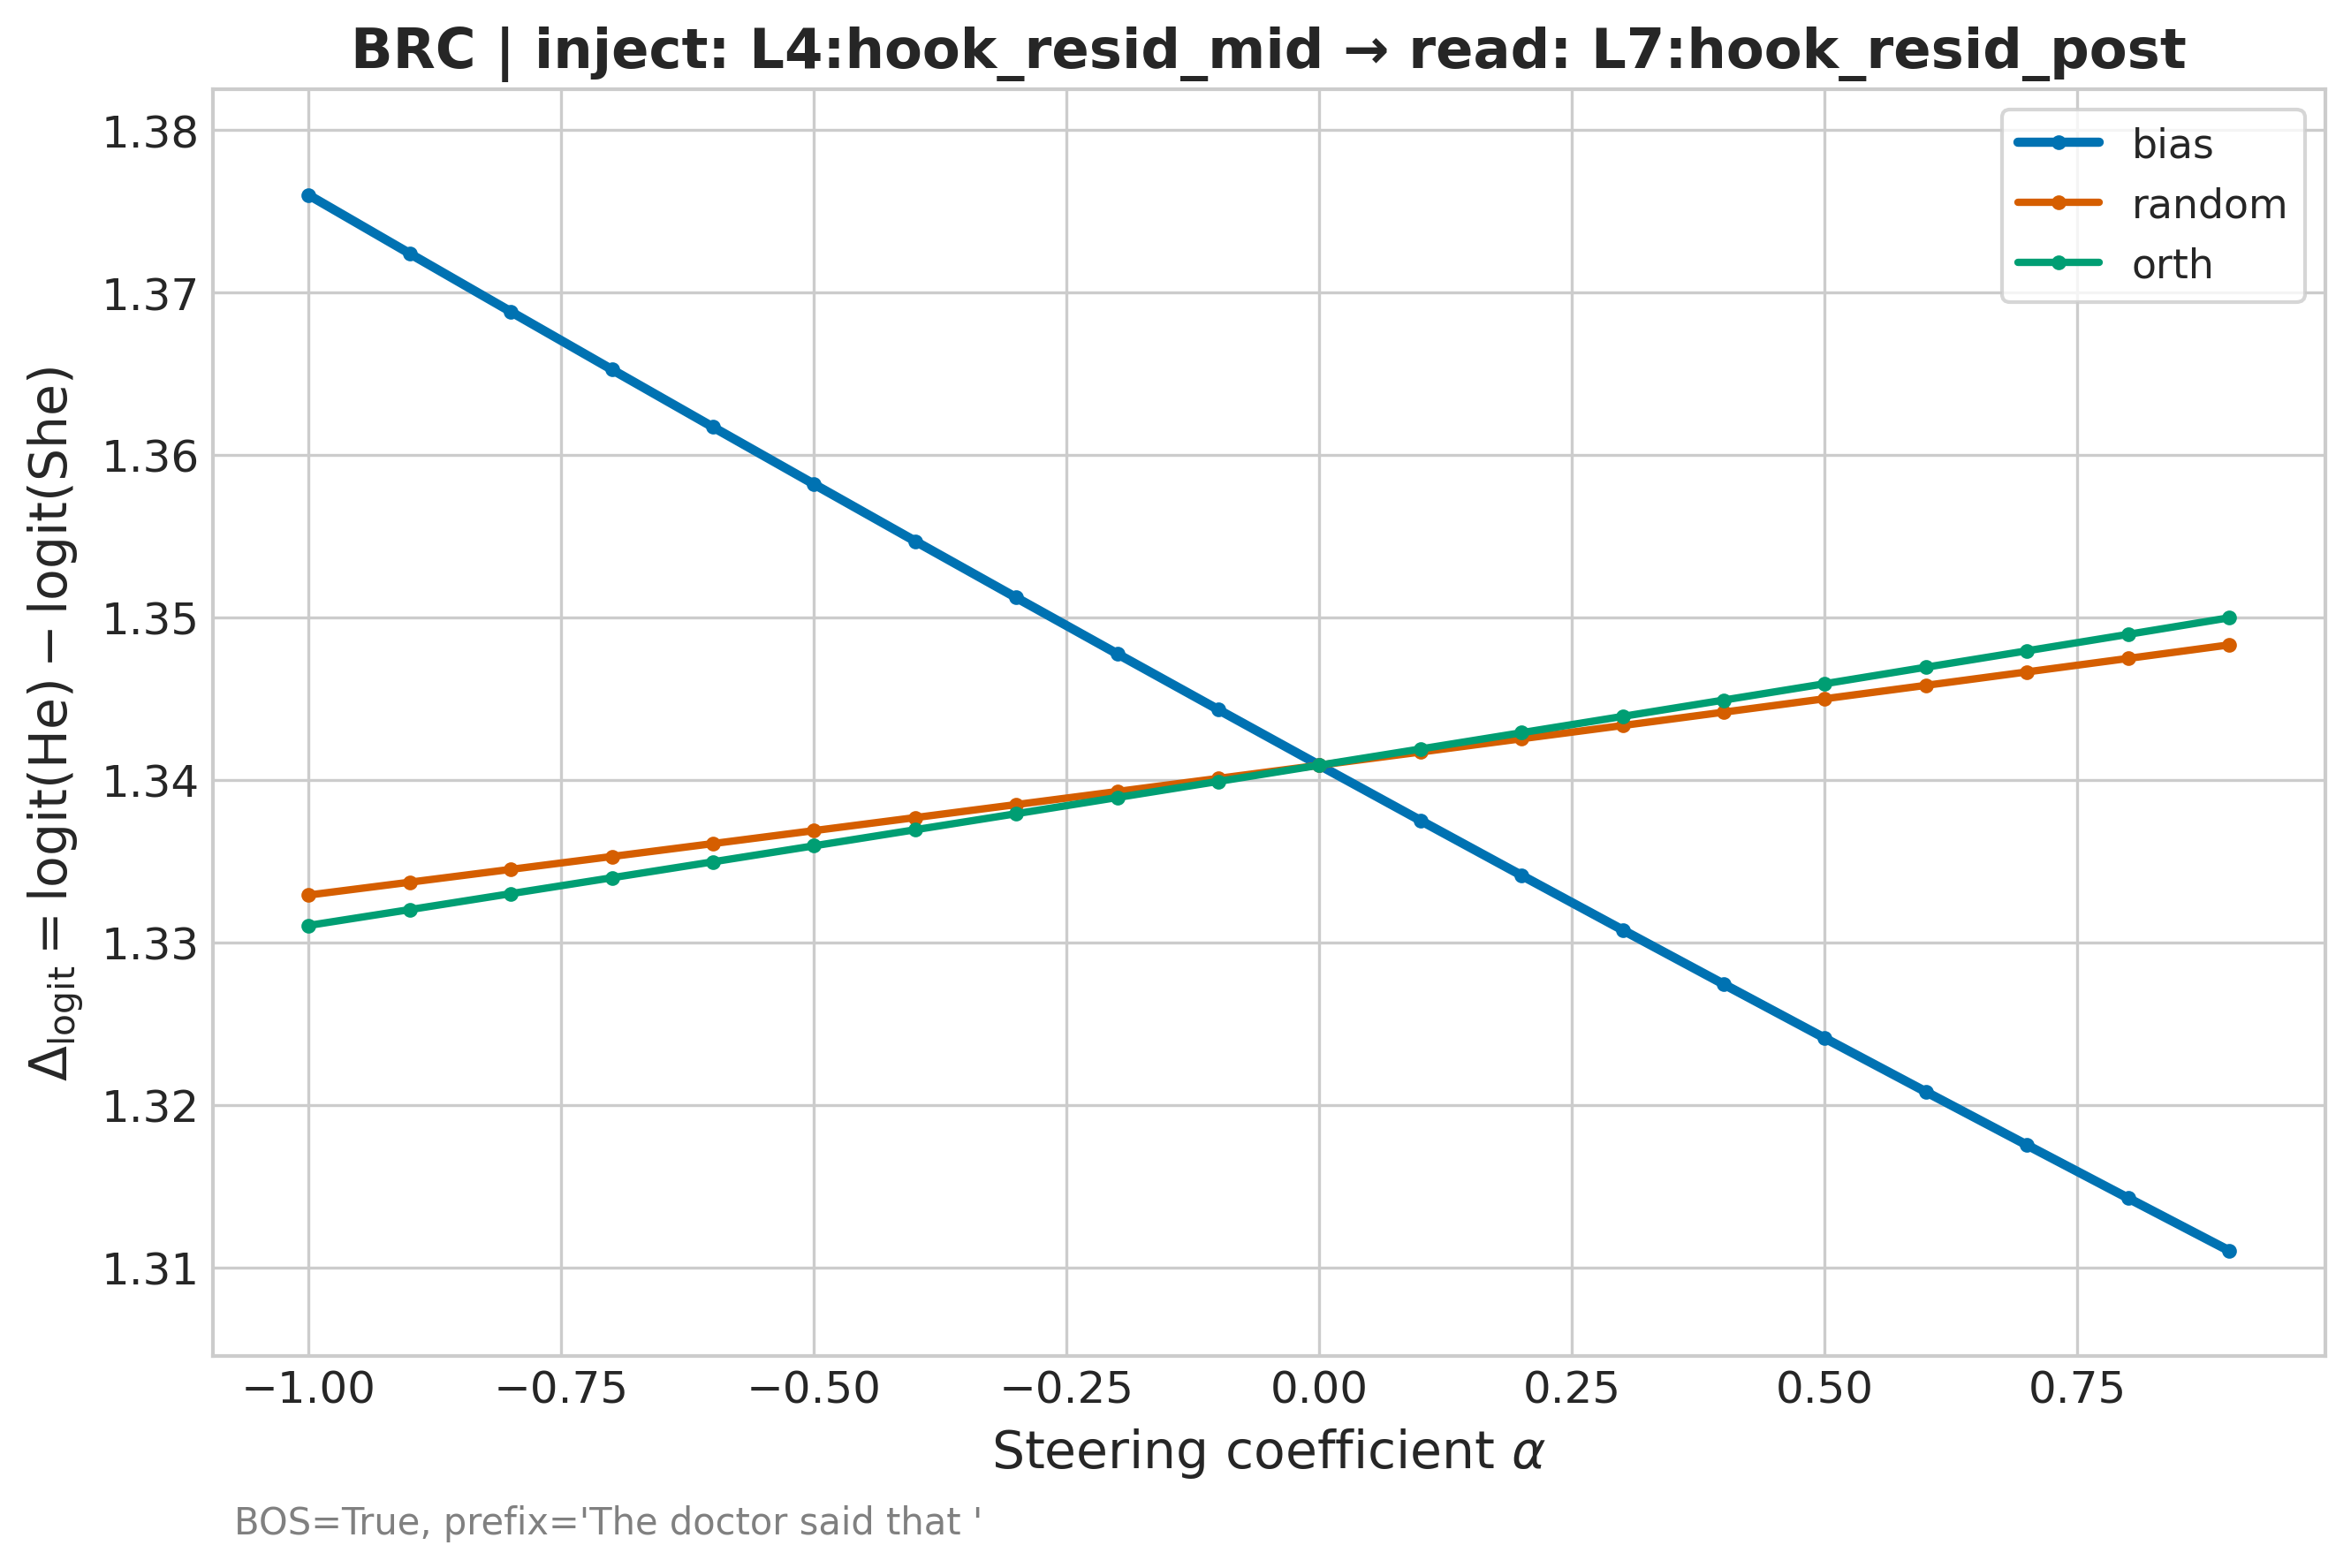 BRC | inject: L4:hook_resid_mid → read: L7:hook_resid_post
Δlogit = logit(He) − logit(She)
1.38
1.37
1.36
1.35
1.34
1.33
1.32
1.31
bias
random
orth
−1.00 −0.75 −0.50 −0.25 0.00 0.25 0.50 0.75
Steering coefficient α
BOS=True, prefix='The doctor said that '